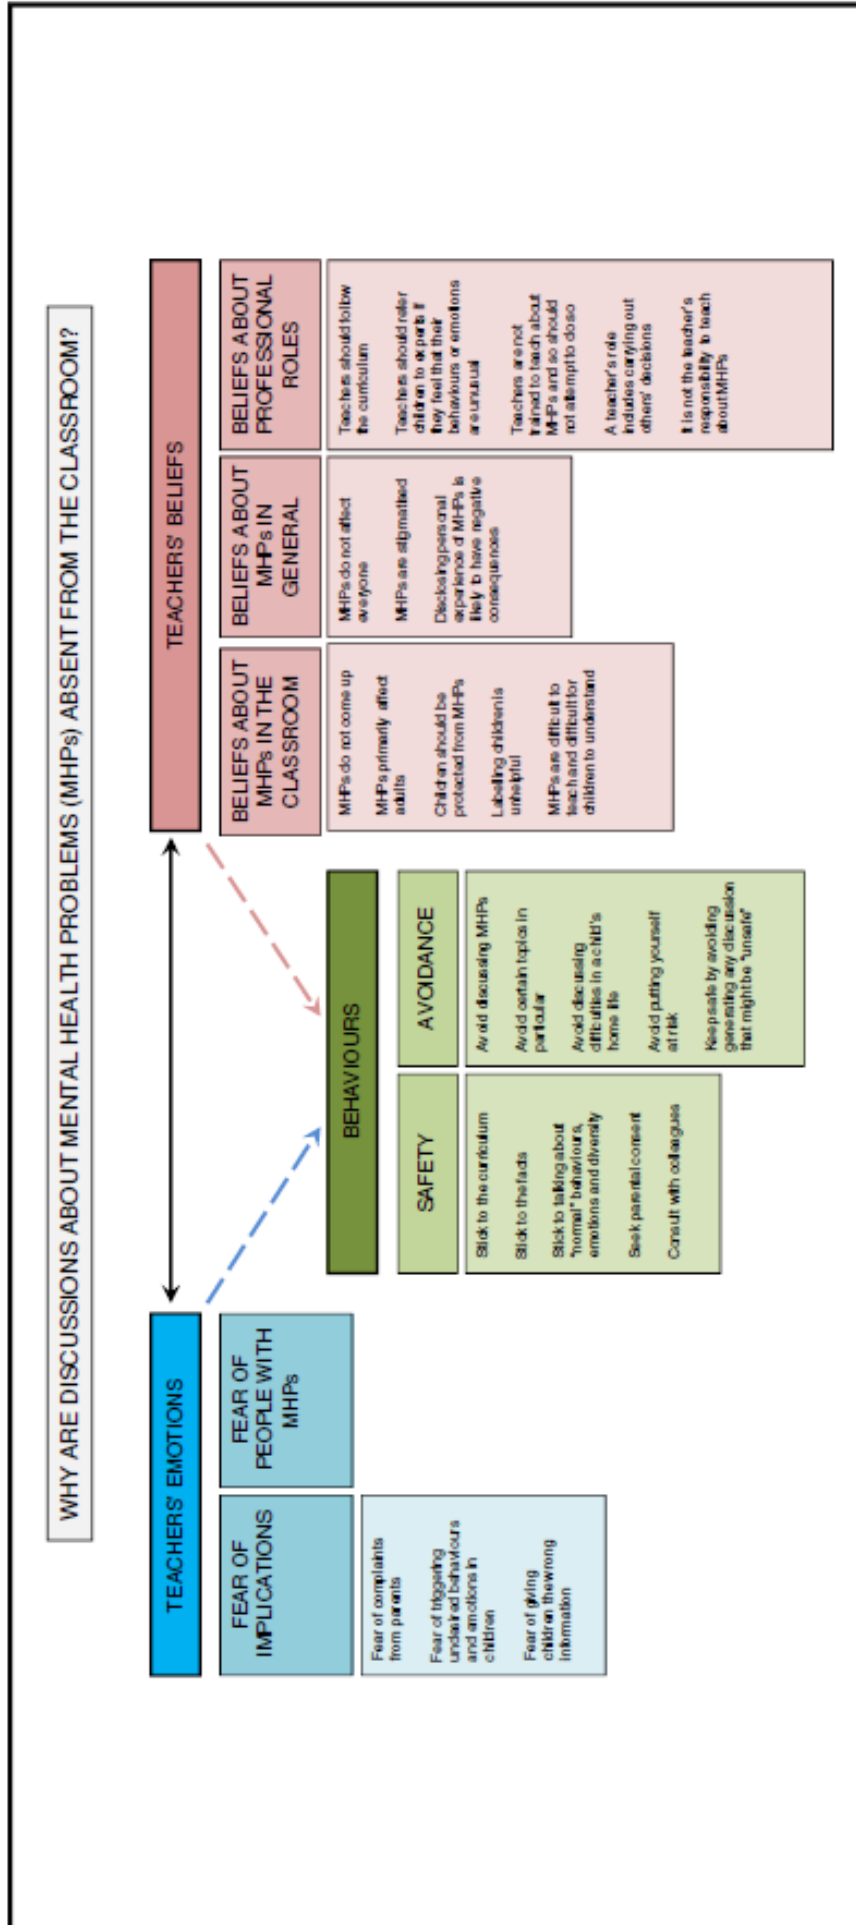 WHY ARE DISCUSSIONS ABOUT MENTAL HEALTH PROBLEMS (MHPs) ABSENT FROM THE CLASSROOM?
TEACHERS' EMOTIONS
FEAR OF
IMPLICATIONS
Fear of complaints
from parents
Fear of triggering
undesired behaviours
and emotions in
children
Fear of giving
children the wrong
information
FEAR OF
PEOPLE WITH
MHPs
BEHAVIOURS
SAFETY
Stick to the curriculum
Stick to the facts
Stick to talking about
"normal" behaviours,
emotions and diversity
Seek parental consent
Consult with colleagues
AVOIDANCE
Avoid discussing MHPs
Avoid certain topics in
particular
Avoid discussing
difficulties in a child's
home life
Avoid putting yourself
at risk
Keep safe by avoiding
generating any discussion
that might be "unsafe"
TEACHERS' BELIEFS
BELIEFS ABOUT
MHPs IN THE
CLASSROOM
MHPs do not come up
MHPs primarily affect
adults
Children should be
protected from MHPs
Labelling children is
unhelpful
MHPs are difficult to
teach and difficult for
children to understand
BELIEFS ABOUT
MHPs IN
GENERAL
MHPs do not affect
everyone
MHPs are stigmatised
Disclosing personal
experience of MHPs is
likely to have negative
consequences
BELIEFS ABOUT
PROFESSIONAL
ROLES
Teachers should follow
the curriculum
Teachers should refer
children to experts if
they feel that their
behaviours or emotions
are unusual
Teachers are not
trained to teach about
MHPs and so should
not attempt to do so
A teacher's role
includes carrying out
others' decisions
It is not the teacher's
responsibility to teach
about MHPs